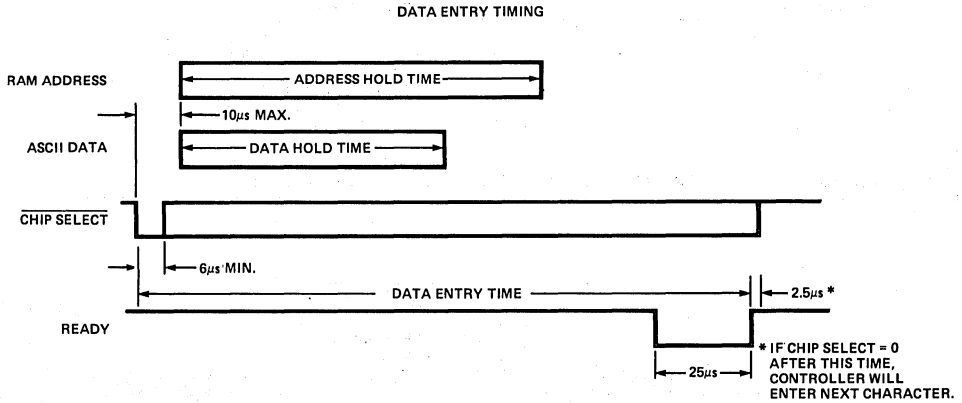 DATA ENTRY TIMING
RAM ADDRESS
ADDRESS HOLD TIME
10µs MAX.
ASCII DATA
DATA HOLD TIME
CHIP SELECT
6µs MIN.
DATA ENTRY TIME
2.5µs *
READY
25µs
* IF CHIP SELECT = 0
AFTER THIS TIME,
CONTROLLER WILL
ENTER NEXT CHARACTER.